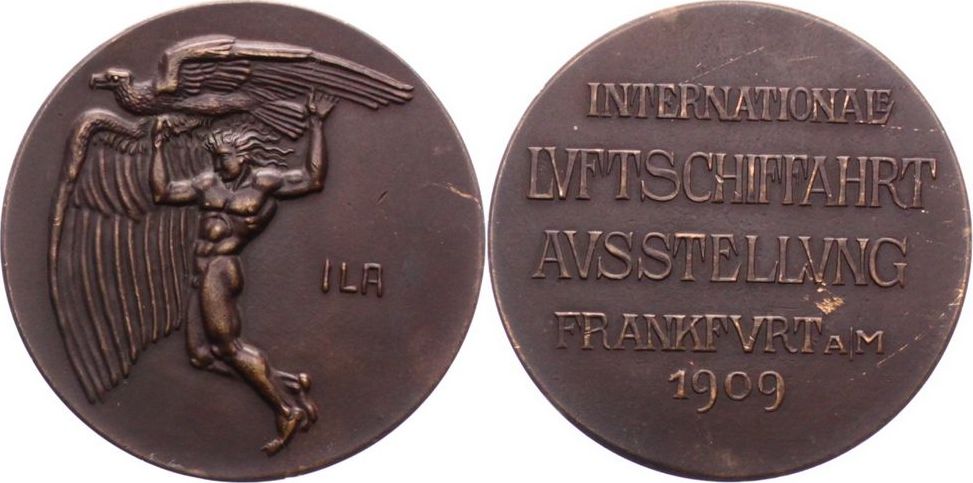 ILA
INTERNATIONALE
LVFTSCHIFFAHRT
AVSSTELLVNG
FRANKFVRT A/M
1909